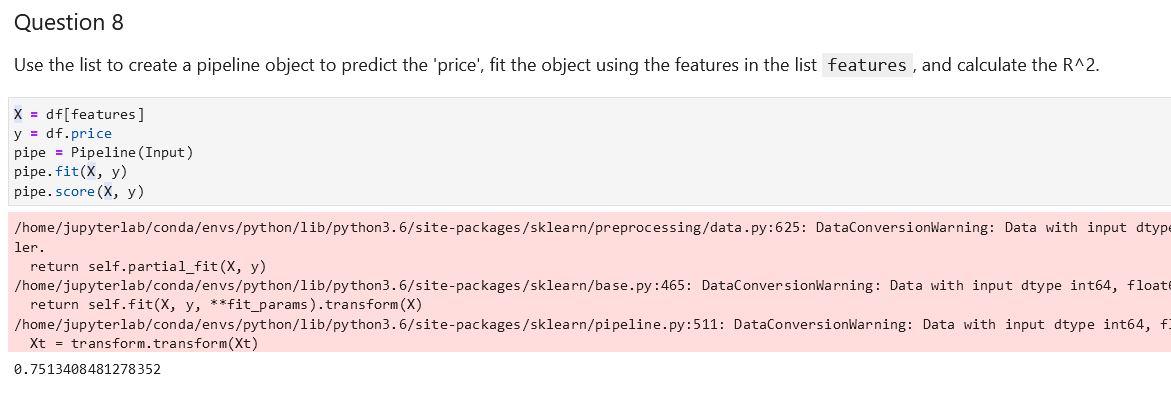 Question 8
Use the list to create a pipeline object to predict the 'price', fit the object using the features in the list features, and calculate the R^2.
X = df[features]
y = df.price
pipe = Pipeline(Input)
pipe.fit(X, y)
pipe.score(X, y)
/home/jupyterlab/conda/envs/python/lib/python3.6/site-packages/sklearn/preprocessing/data.py:625: DataConversionWarning: Data with input dtype
ler.
  return self.partial_fit(X, y)
/home/jupyterlab/conda/envs/python/lib/python3.6/site-packages/sklearn/base.py:465: DataConversionWarning: Data with input dtype int64, float6
  return self.fit(X, y, **fit_params).transform(X)
/home/jupyterlab/conda/envs/python/lib/python3.6/site-packages/sklearn/pipeline.py:511: DataConversionWarning: Data with input dtype int64, fl
  Xt = transform.transform(Xt)
0.7513408481278352